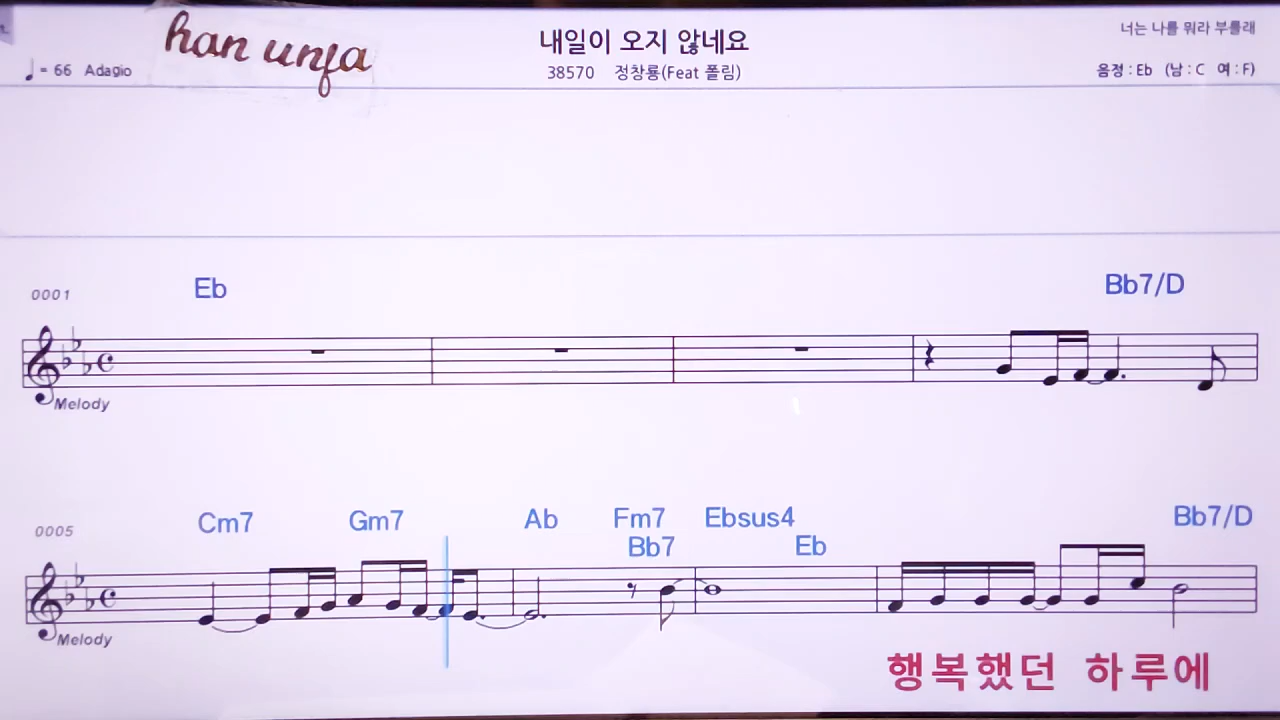 han unja
내일이 오지 않네요
너는 나를 뭐라 부를래
♩ = 66 Adagio
38570 정창룡(Feat 폴림)
음정 : Eb (남 : C 여 : F)
0001 Eb Bb7/D
Melody
0005 Cm7 Gm7 Ab Fm7 Ebsus4 Bb7/D
Bb7 Eb
Melody
행복했던 하루에